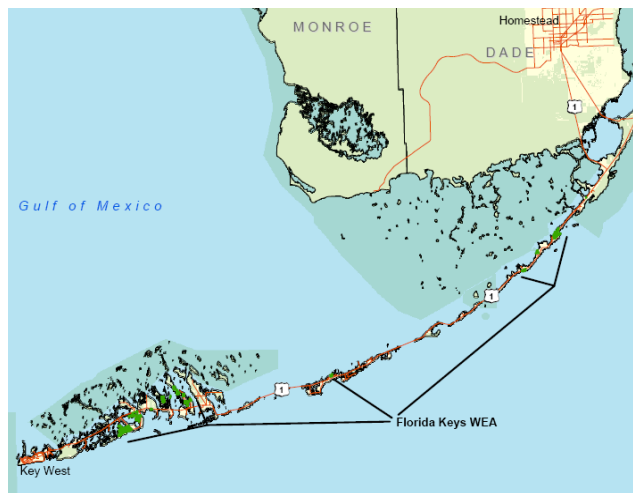 Homestead
MONROE
DADE
1
Gulf of Mexico
1
1
Florida Keys WEA
Key West